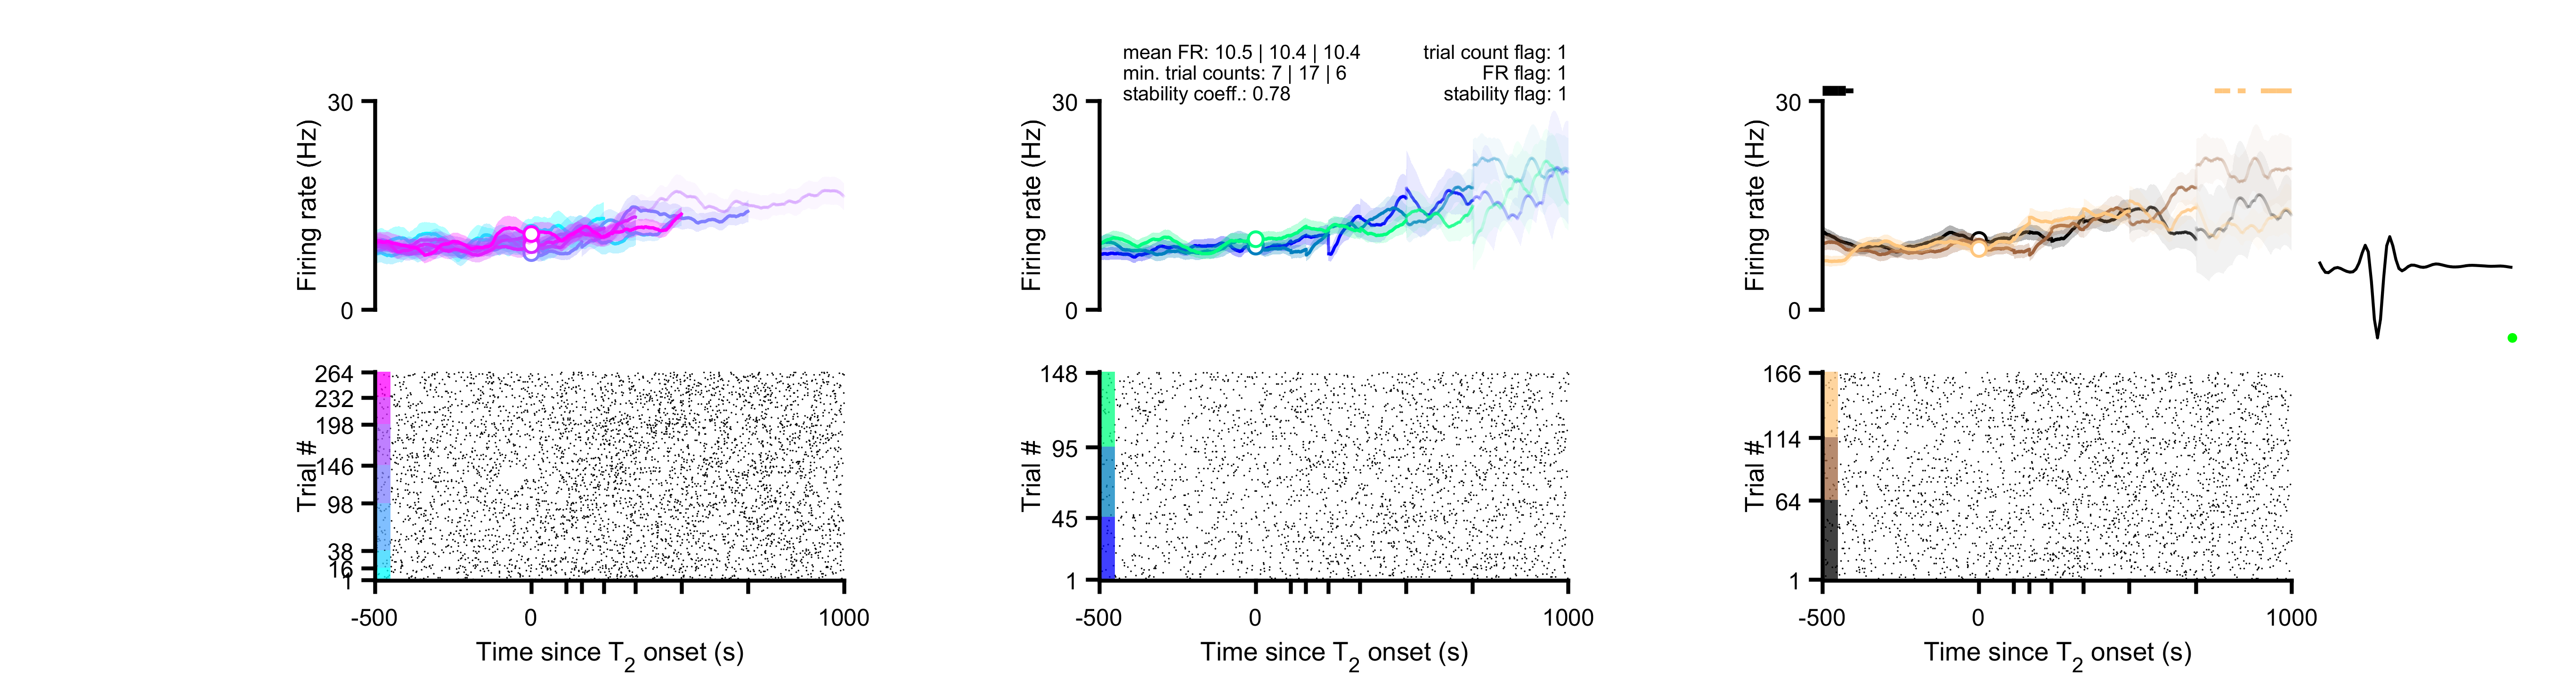 mean FR: 10.5 | 10.4 | 10.4
min. trial counts: 7 | 17 | 6
stability coeff.: 0.78
trial count flag: 1
FR flag: 1
stability flag: 1
30
Firing rate (Hz)
0
264
232
198
146
98
38
16
1
Trial #
-500
0
1000
Time since T2 onset (s)
30
Firing rate (Hz)
0
148
95
45
1
Trial #
-500
0
1000
Time since T2 onset (s)
30
Firing rate (Hz)
0
166
114
64
1
Trial #
-500
0
1000
Time since T2 onset (s)